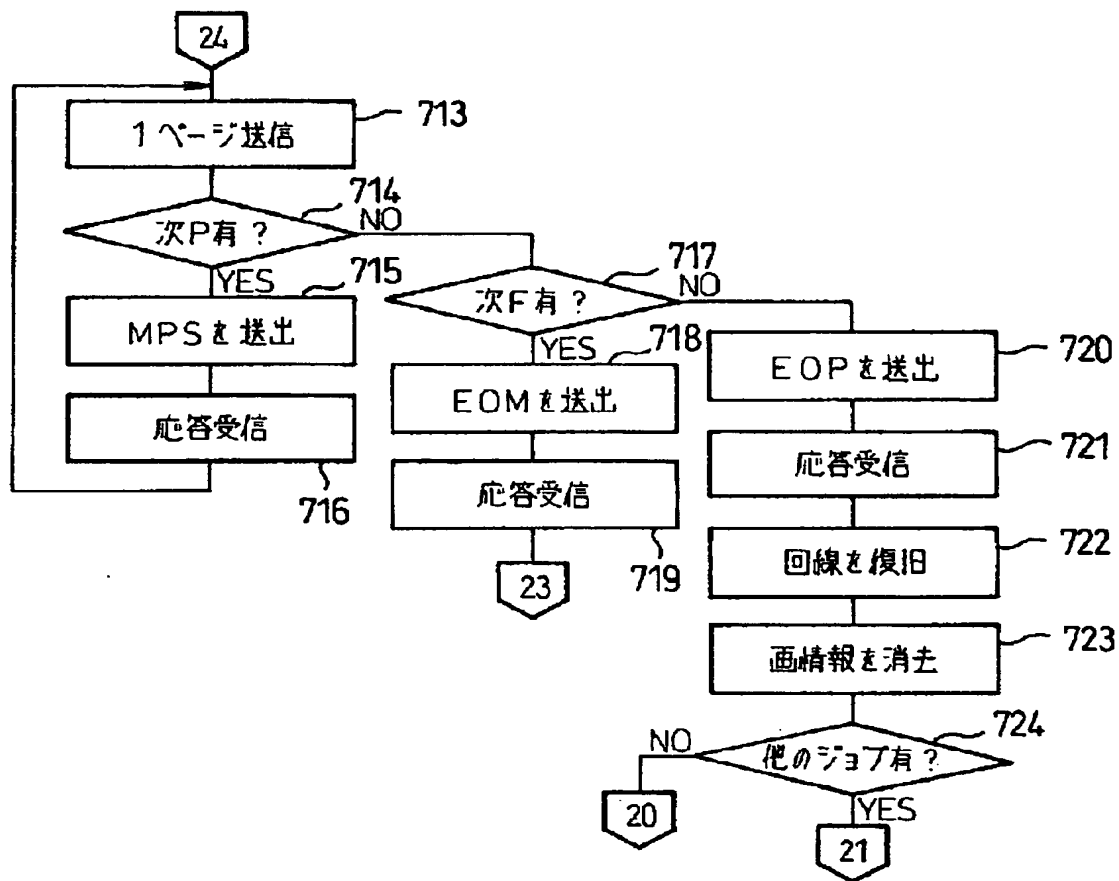 24
1ページ送信
713
714
次P有?
NO
YES
715
MPSを送出
応答受信
716
717
次F有?
NO
YES
718
EOMを送出
応答受信
719
23
EOPを送出
720
応答受信
721
回線を復旧
722
画情報を消去
723
724
他のジョブ有?
NO
YES
20
21